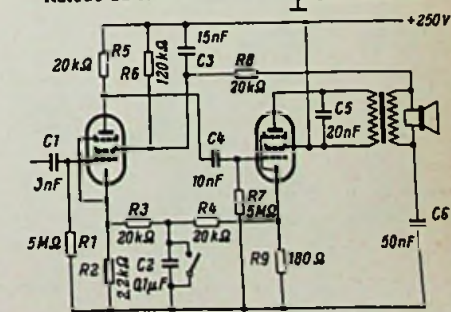 +250V
15nF
R5
C3
R8
20kΩ
R6
120kΩ
20kΩ
C1
C4
C5
20nF
3nF
10nF
R7
5MΩ
C6
R3
R4
20kΩ
20kΩ
50nF
5MΩ
R1
C2
0,1µF
R9
180Ω
R2
2,2kΩ